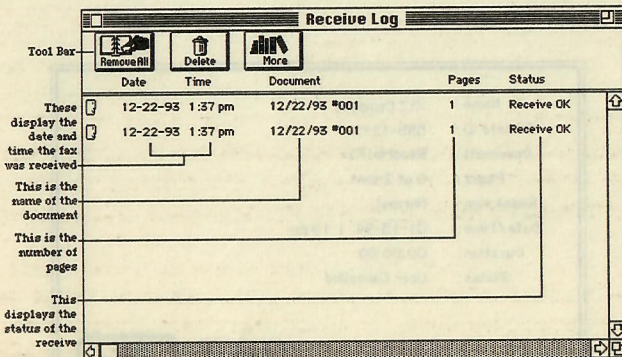 Receive Log
Tool Bar
Remove All Delete More
Date Time Document Pages Status
12-22-93 1:37 pm 12/22/93 #001 1 Receive OK
12-22-93 1:37 pm 12/22/93 #001 1 Receive OK
These
display the
date and
time the fax
was received
This is the
name of the
document
This is the
number of
pages
This
displays the
status of the
receive